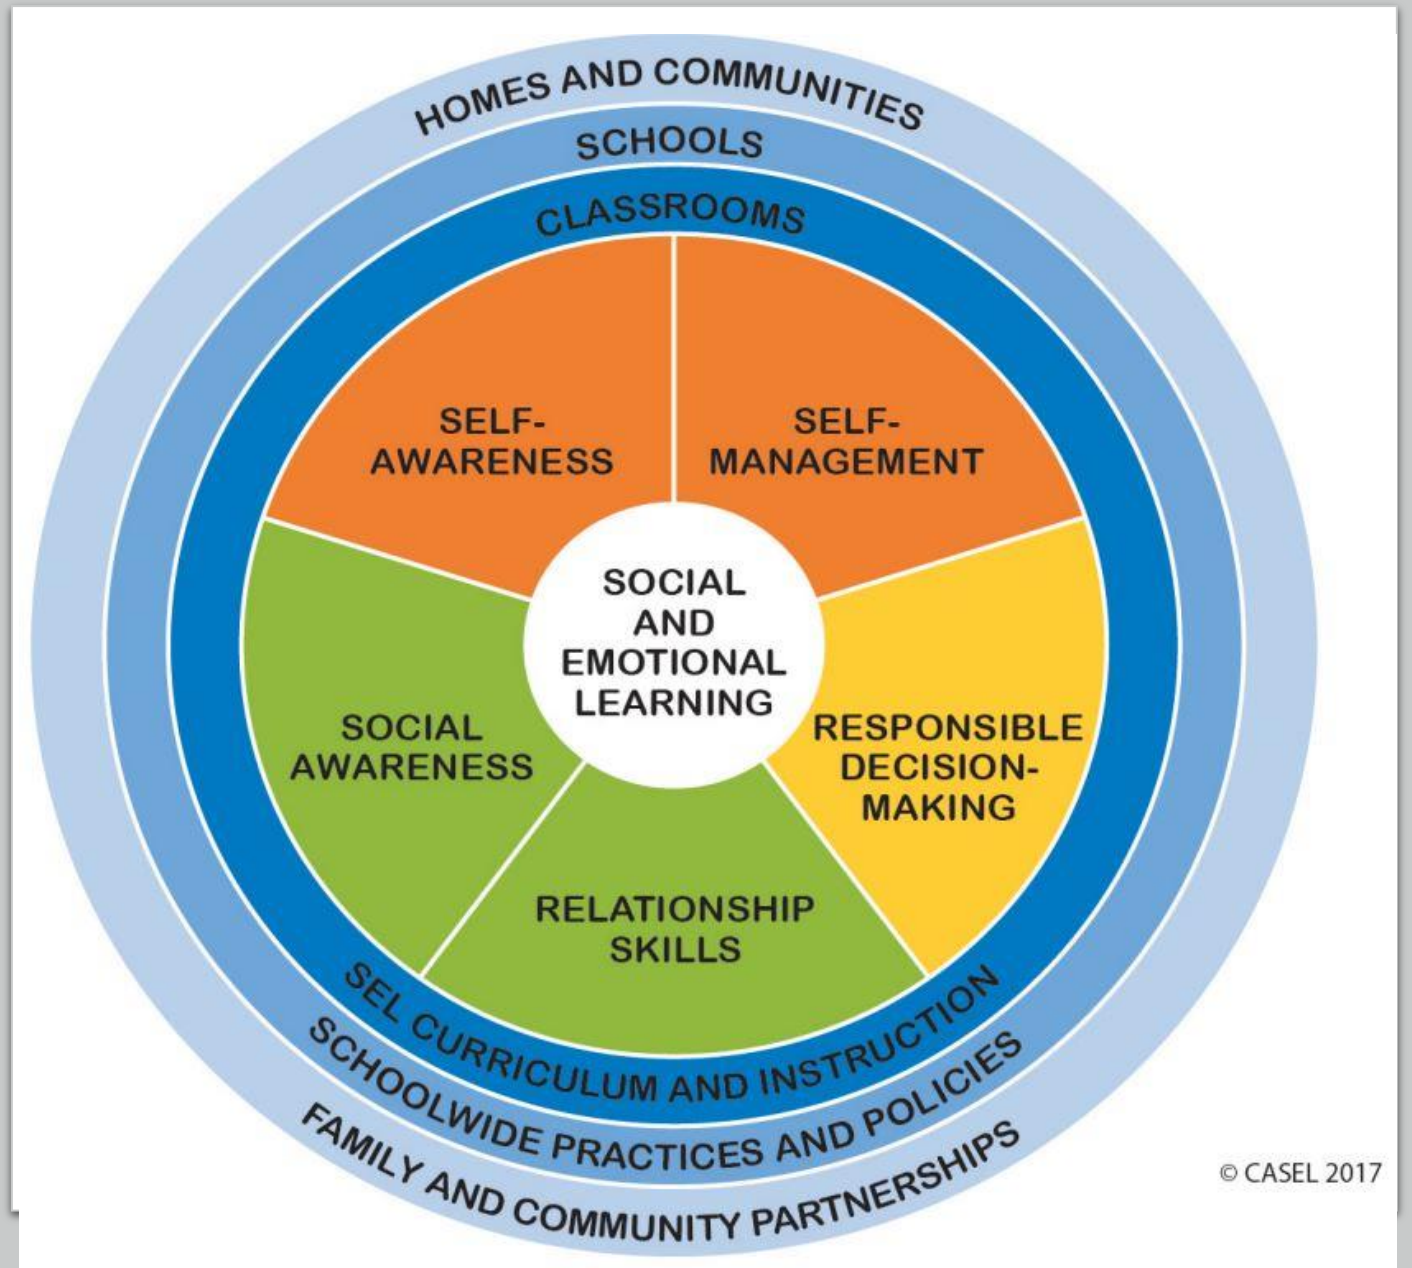 HOMES AND COMMUNITIES
SCHOOLS
CLASSROOMS
SELF-
AWARENESS
SELF-
MANAGEMENT
SOCIAL
AND
EMOTIONAL
LEARNING
SOCIAL
AWARENESS
RESPONSIBLE
DECISION-
MAKING
RELATIONSHIP
SKILLS
SEL CURRICULUM AND INSTRUCTION
SCHOOLWIDE PRACTICES AND POLICIES
FAMILY AND COMMUNITY PARTNERSHIPS
© CASEL 2017